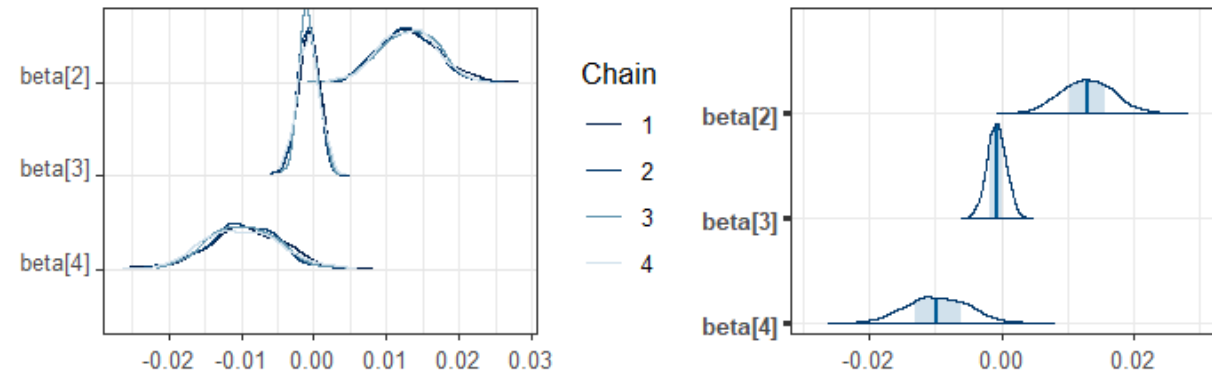 beta[2]
beta[3]
beta[4]
-0.02 -0.01 0.00 0.01 0.02 0.03
Chain
1
2
3
4
beta[2]
beta[3]
beta[4]
-0.02 0.00 0.02